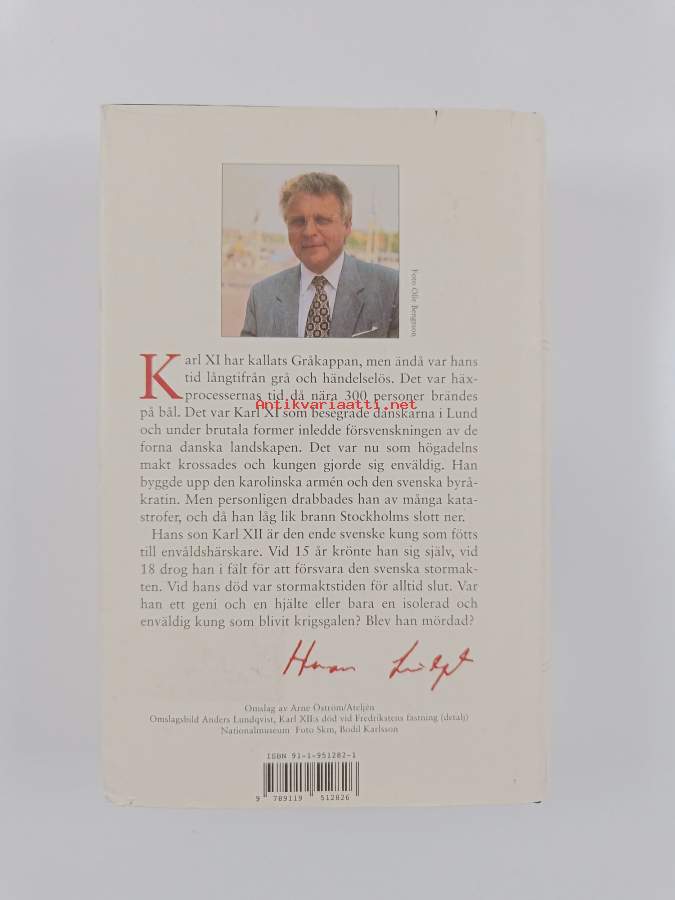 Foto Olle Bengtson
Karl XI har kallats Gråkappan, men ändå var hans
tid långtifrån grå och händelselös. Det var häx-
processernas tid då nära 300 personer brändes
Antikvariaatti.net
på bål. Det var Karl XI som besegrade danskarna i Lund
och under brutala former inledde försvenskningen av de
forna danska landskapen. Det var nu som högadelns
makt krossades och kungen gjorde sig enväldig. Han
byggde upp den karolinska armén och den svenska byrå-
kratin. Men personligen drabbades han av många kata-
strofer, och då han låg lik brann Stockholms slott ner.
Hans son Karl XII är den ende svenske kung som fötts
till envåldshärskare. Vid 15 år krönte han sig själv, vid
18 drog han i fält för att försvara den svenska stormak-
ten. Vid hans död var stormaktstiden för alltid slut. Var
han ett geni och en hjälte eller bara en isolerad och
enväldig kung som blivit krigsgalen? Blev han mördad?
Omslag av Arne Öström/Ateljén
Omslagsbild Anders Lundqvist, Karl XII:s död vid Fredrikstens fästning (detalj)
Nationalmuseum Foto Skm, Bodil Karlsson
ISBN 91-1-951282-1
9 789119 512826